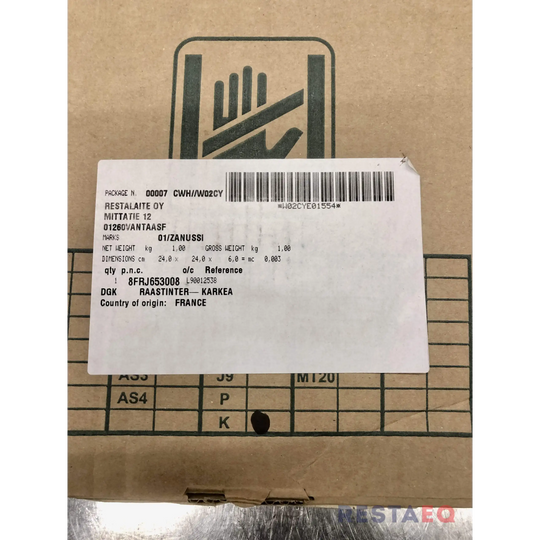 PACKAGE N. 00007 CWH//W02CY
*W02CYE01554*
RESTALAITE OY
MITTATIE 12
01260VANTAASF
MARKS 01/ZANUSSI
NET WEIGHT kg 1.00 GROSS WEIGHT kg 1.00
DIMENSIONS cm 24.0 x 24.0 x 6,0 = mc 0.003
qty p.n.c. o/c Reference
1 8FRJ653008 L90012538
DGK RAASTINTER— KARKEA
Country of origin: FRANCE
AS3 J9 MT20
AS4 P
K
RESTAEQ